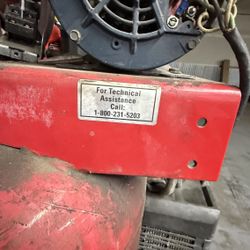 For Technical
Assistance
Call:
1-800-231-5203